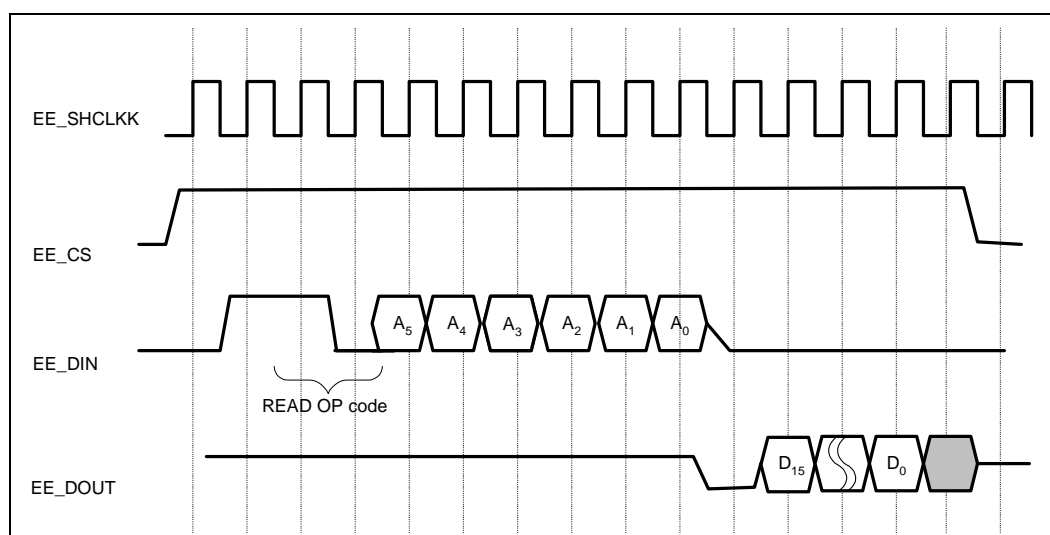 EE_SHCLKK
EE_CS
EE_DIN
A5 A4 A3 A2 A1 A0
READ OP code
EE_DOUT
D15 D0